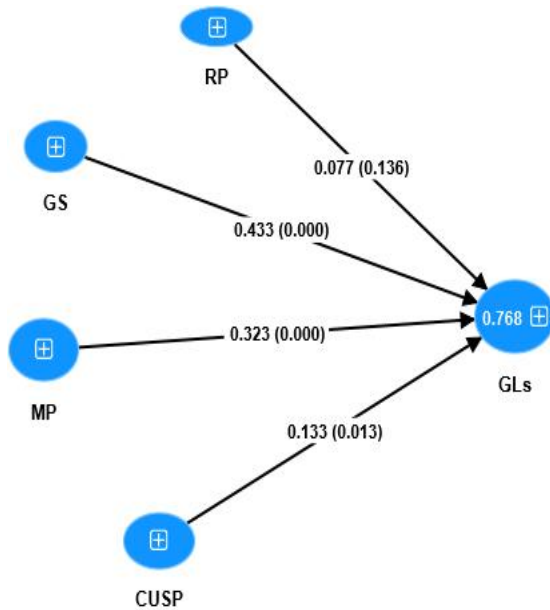 RP
0.077 (0.136)
GS
0.433 (0.000)
0.768
GLs
0.323 (0.000)
MP
0.133 (0.013)
CUSP